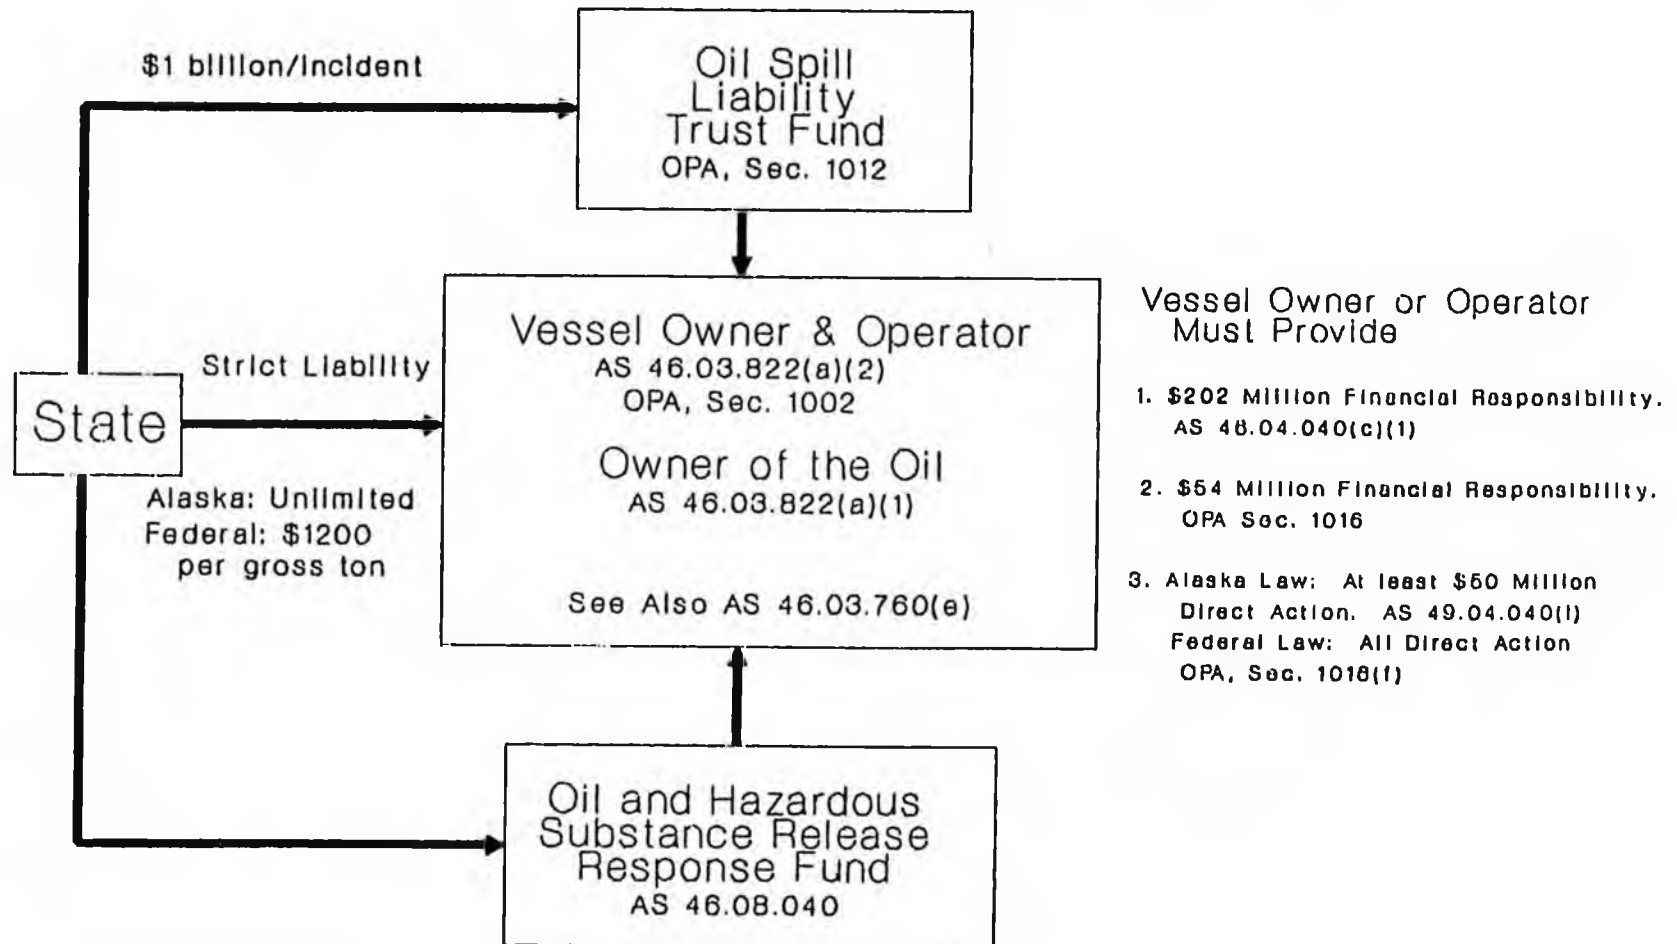 $1 billion/Incident
Oil Spill
Liability
Trust Fund
OPA, Sec. 1012
Strict Liability
State
Alaska: Unlimited
Federal: $1200
per gross ton
Vessel Owner & Operator
AS 46.03.822(a)(2)
OPA, Sec. 1002
Owner of the Oil
AS 46.03.822(a)(1)
See Also AS 46.03.760(e)
Vessel Owner or Operator
Must Provide
1. $202 Million Financial Responsibility.
AS 46.04.040(c)(1)
2. $54 Million Financial Responsibility.
OPA Sec. 1016
3. Alaska Law: At least $50 Million
Direct Action. AS 49.04.040(l)
Federal Law: All Direct Action
OPA, Sec. 1016(f)
Oil and Hazardous
Substance Release
Response Fund
AS 46.08.040